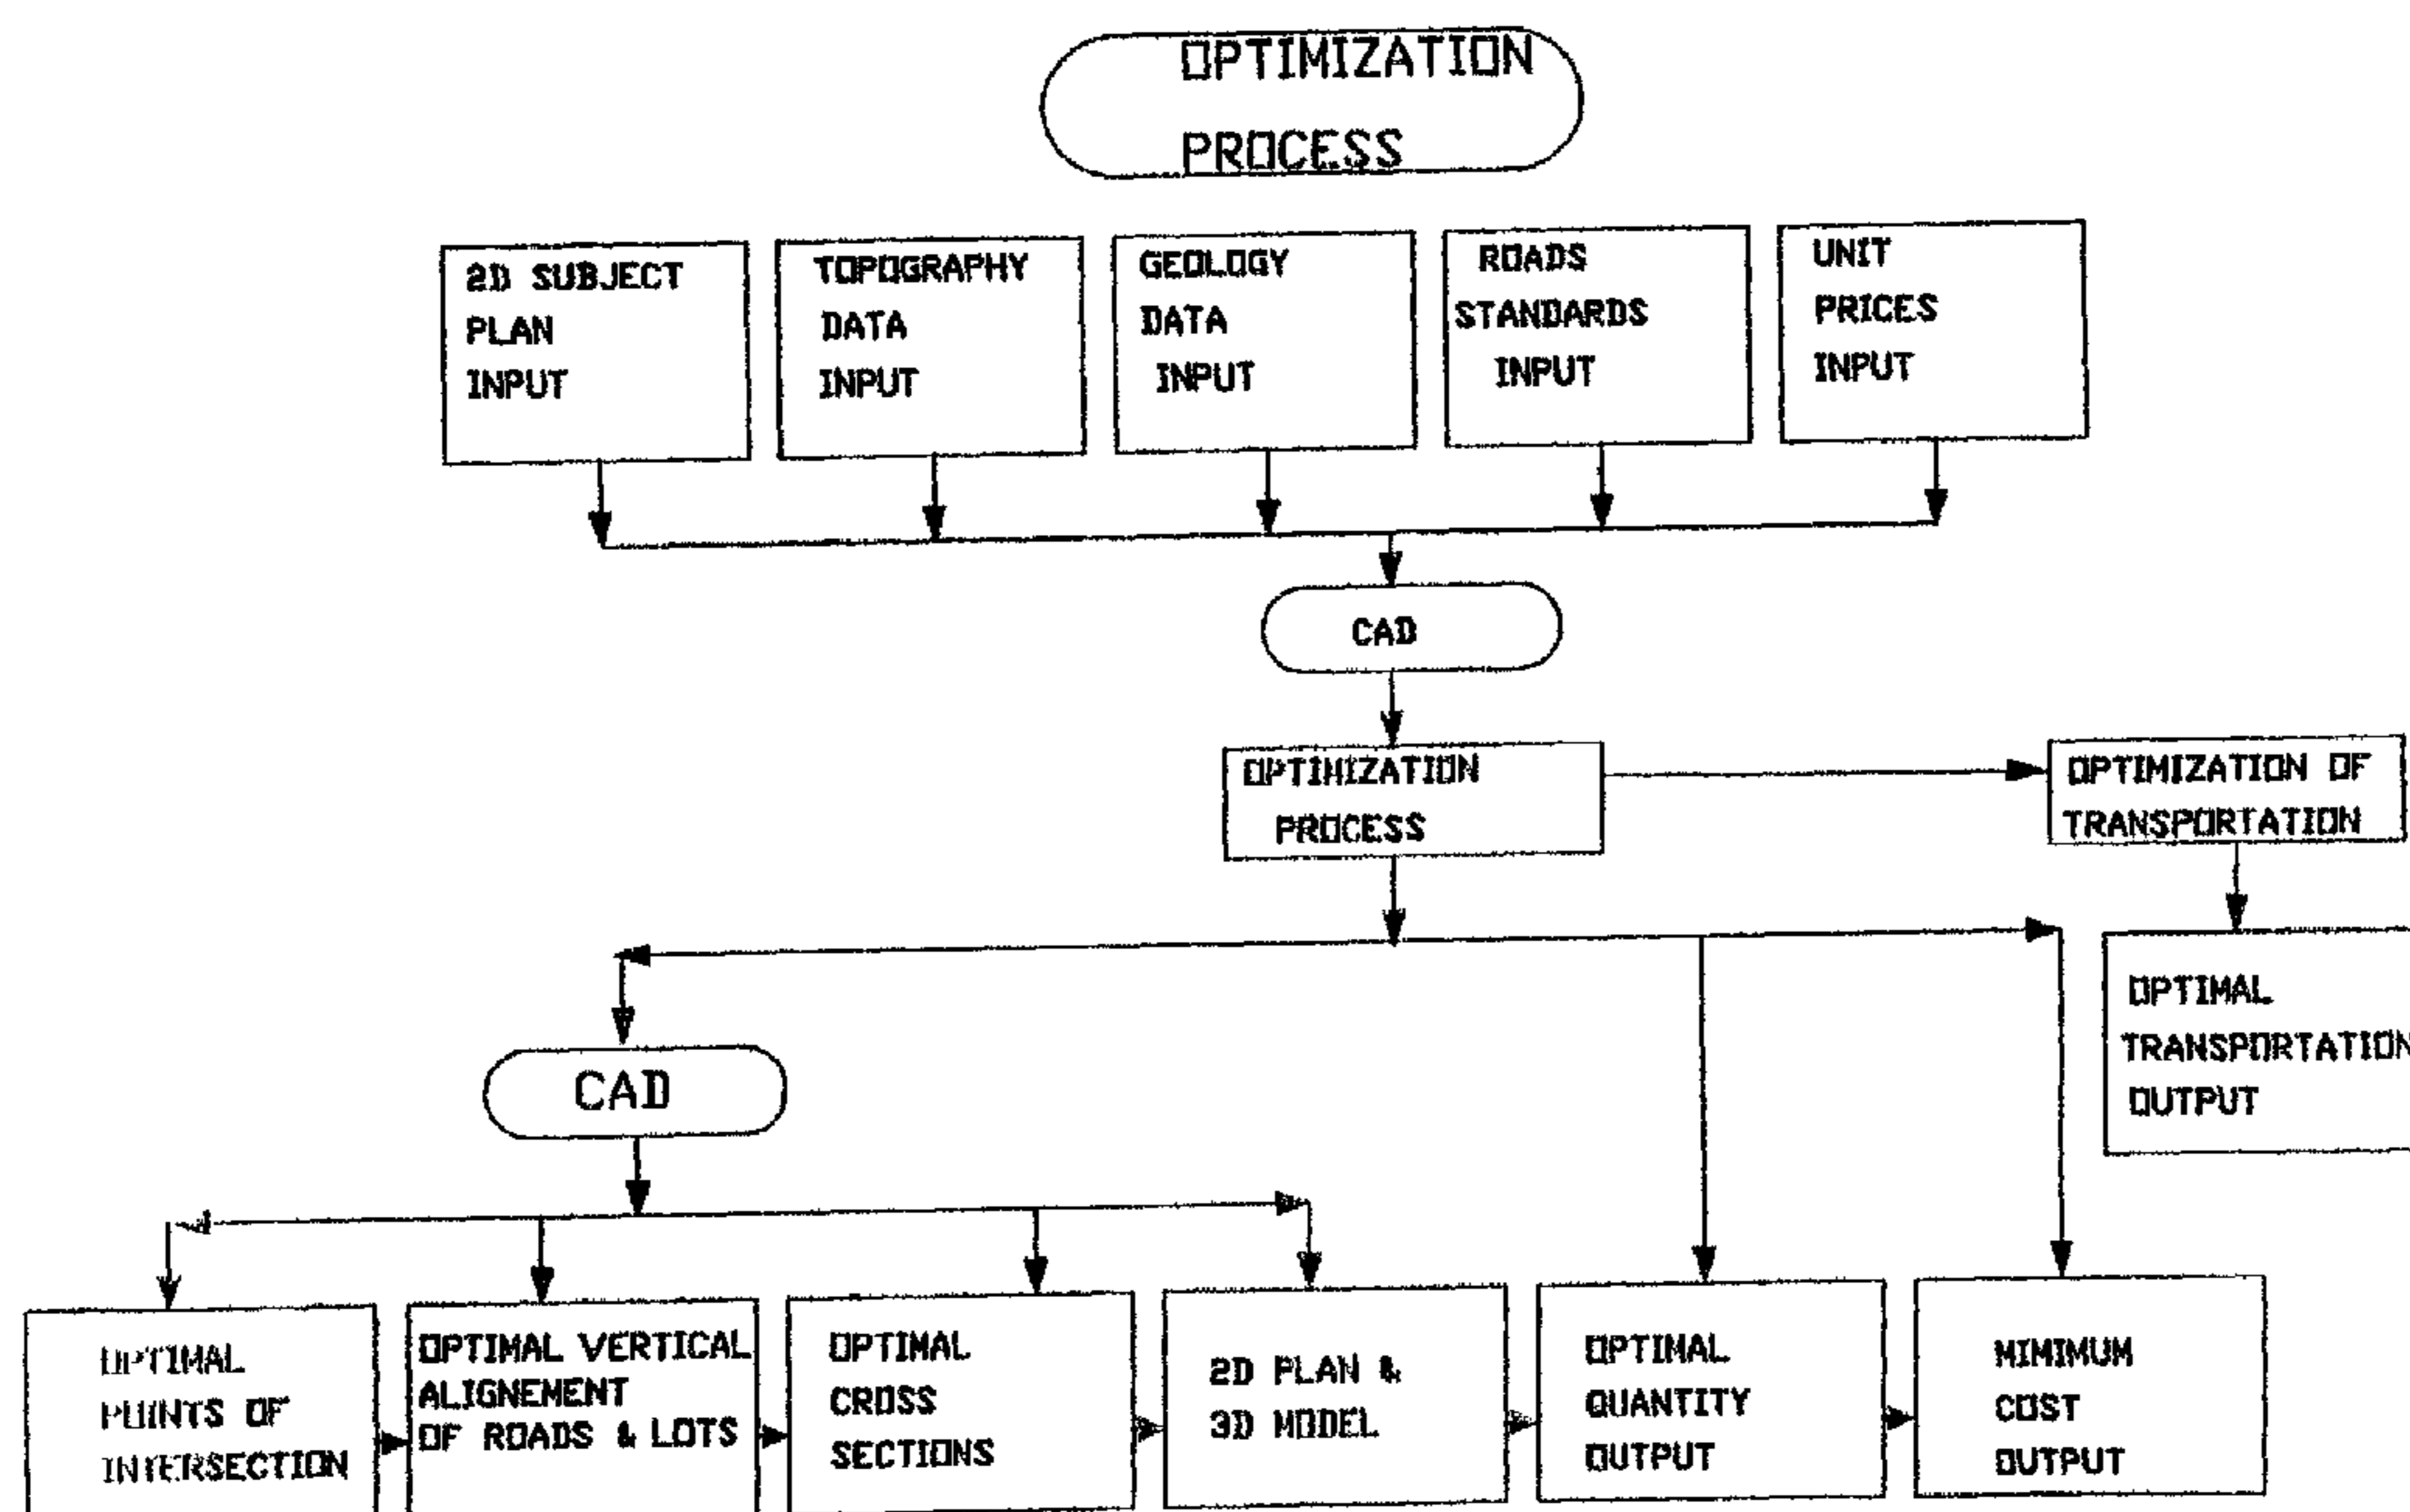 OPTIMIZATION
PROCESS
2D SUBJECT
PLAN
INPUT
TOPOGRAPHY
DATA
INPUT
GEOLOGY
DATA
INPUT
ROADS
STANDARDS
INPUT
UNIT
PRICES
INPUT
CAD
OPTIMIZATION
PROCESS
OPTIMIZATION OF
TRANSPORTATION
OPTIMAL
TRANSPORTATION
OUTPUT
CAD
OPTIMAL
POINTS OF
INTERSECTION
OPTIMAL VERTICAL
ALIGNEMENT
OF ROADS & LOTS
OPTIMAL
CROSS
SECTIONS
2D PLAN &
3D MODEL
OPTIMAL
QUANTITY
OUTPUT
MIMIMUM
COST
OUTPUT